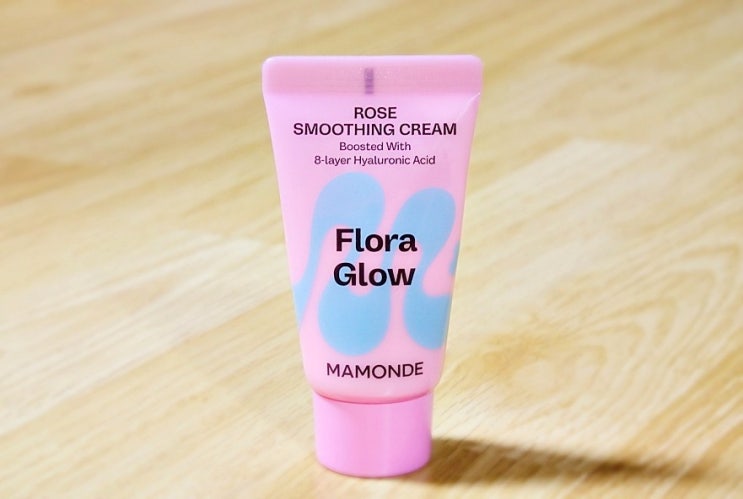 ROSE
SMOOTHING CREAM
Boosted With
8-layer Hyaluronic Acid
Flora
Glow
MAMONDE